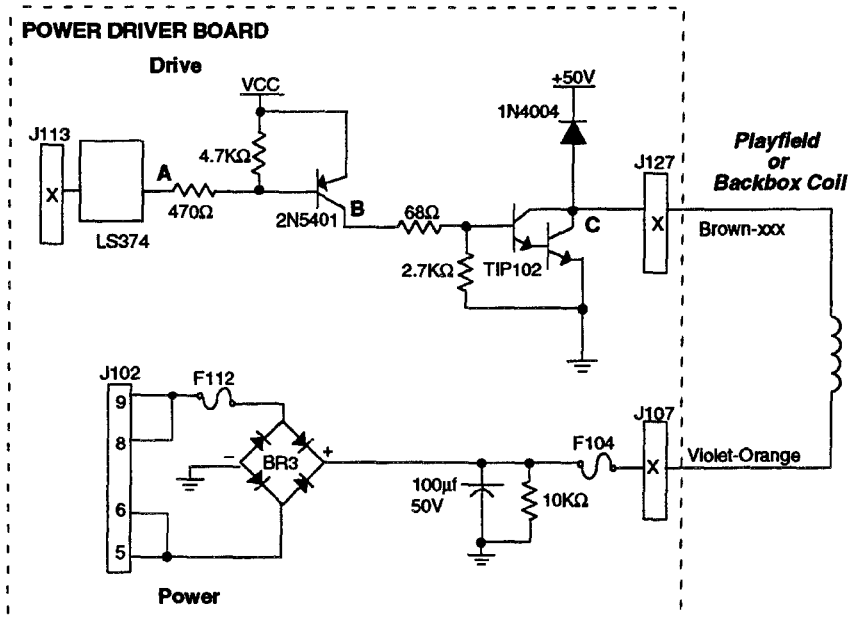 POWER DRIVER BOARD
Drive
VCC
+50V
1N4004
J113
4.7KΩ
A
J127
Playfield
or
Backbox Coil
X
470Ω
2N5401
B
68Ω
C
X
Brown-xxx
LS374
2.7KΩ
TIP102
J102
F112
9
8
BR3
-
+
F104
J107
Violet-Orange
X
100µf
50V
10KΩ
6
5
Power